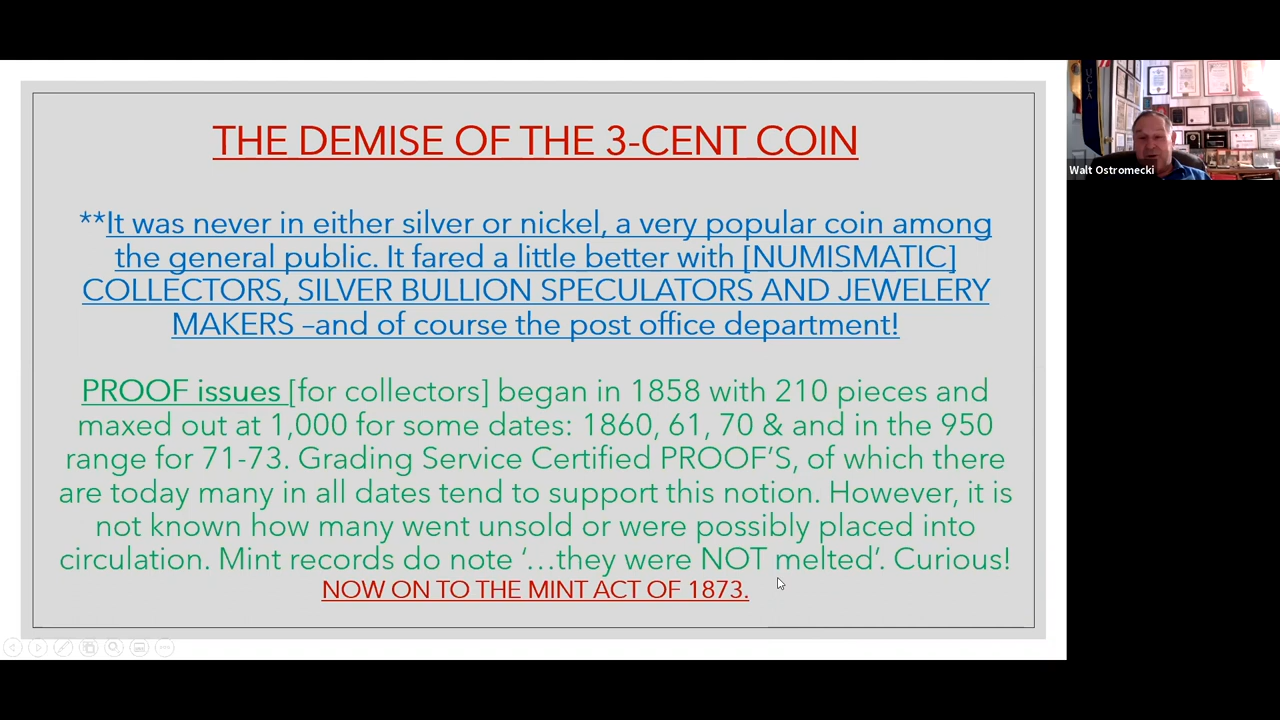 THE DEMISE OF THE 3-CENT COIN
**It was never in either silver or nickel, a very popular coin among
the general public. It fared a little better with [NUMISMATIC]
COLLECTORS, SILVER BULLION SPECULATORS AND JEWELERY
MAKERS –and of course the post office department!
PROOF issues [for collectors] began in 1858 with 210 pieces and
maxed out at 1,000 for some dates: 1860, 61, 70 & and in the 950
range for 71-73. Grading Service Certified PROOF’S, of which there
are today many in all dates tend to support this notion. However, it is
not known how many went unsold or were possibly placed into
circulation. Mint records do note ‘…they were NOT melted’. Curious!
NOW ON TO THE MINT ACT OF 1873.
UCLA
Walt Ostromecki